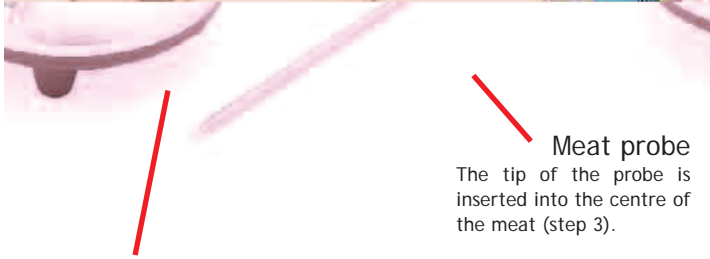 Meat probe
The tip of the probe is
inserted into the centre of
the meat (step 3).